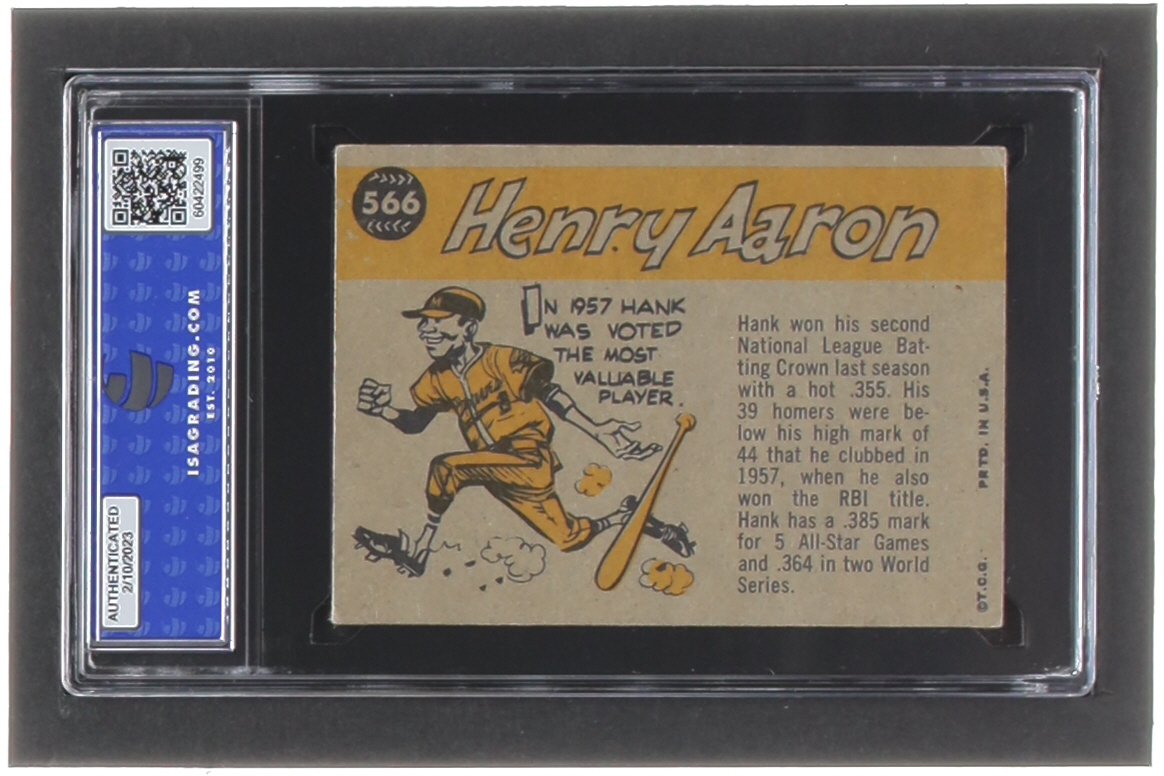 60422499
ISAGRADING.COM
EST. 2010
AUTHENTICATED
2/10/2023
566
Henry Aaron
IN 1957 HANK
WAS VOTED
THE MOST
VALUABLE
PLAYER.
Hank won his second
National League Bat-
ting Crown last season
with a hot .355. His
39 homers were be-
low his high mark of
44 that he clubbed in
1957, when he also
won the RBI title.
Hank has a .385 mark
for 5 All-Star Games
and .364 in two World
Series.
©T.C.G. PRTD. IN U.S.A.